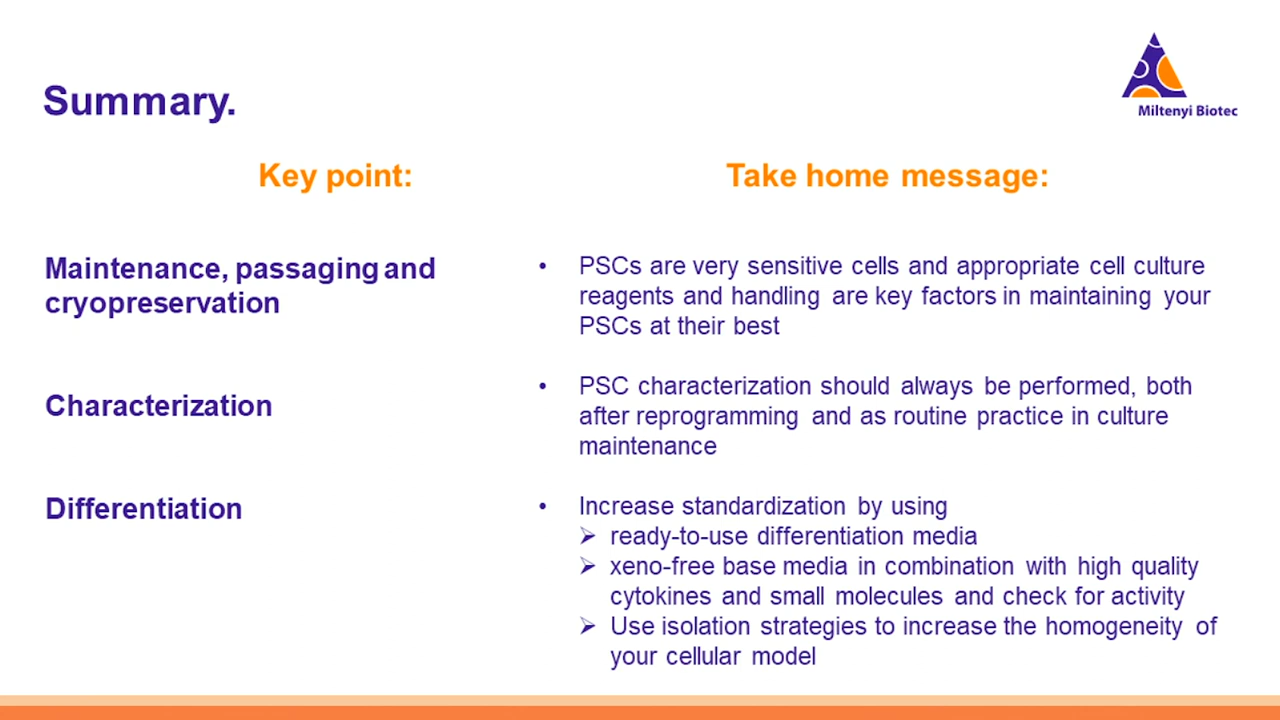 Miltenyi Biotec
Summary.
Key point:
Take home message:
Maintenance, passaging and
cryopreservation
• PSCs are very sensitive cells and appropriate cell culture
reagents and handling are key factors in maintaining your
PSCs at their best
Characterization
• PSC characterization should always be performed, both
after reprogramming and as routine practice in culture
maintenance
Differentiation
• Increase standardization by using
➢ ready-to-use differentiation media
➢ xeno-free base media in combination with high quality
cytokines and small molecules and check for activity
➢ Use isolation strategies to increase the homogeneity of
your cellular model